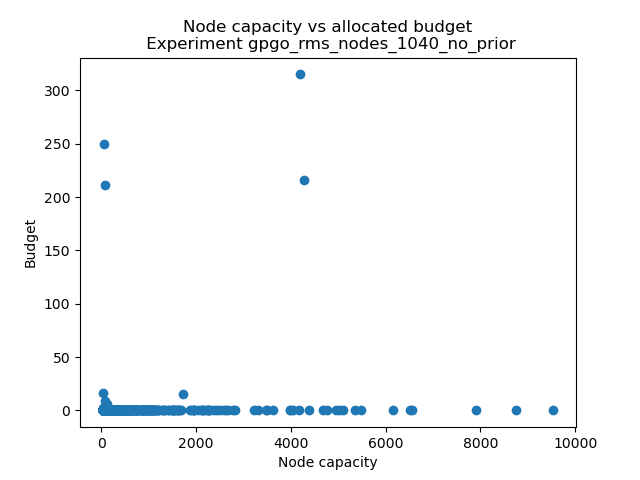 Node capacity vs allocated budget
Experiment gpgo_rms_nodes_1040_no_prior
300
250
200
150
100
50
0
Budget
0 2000 4000 6000 8000 10000
Node capacity